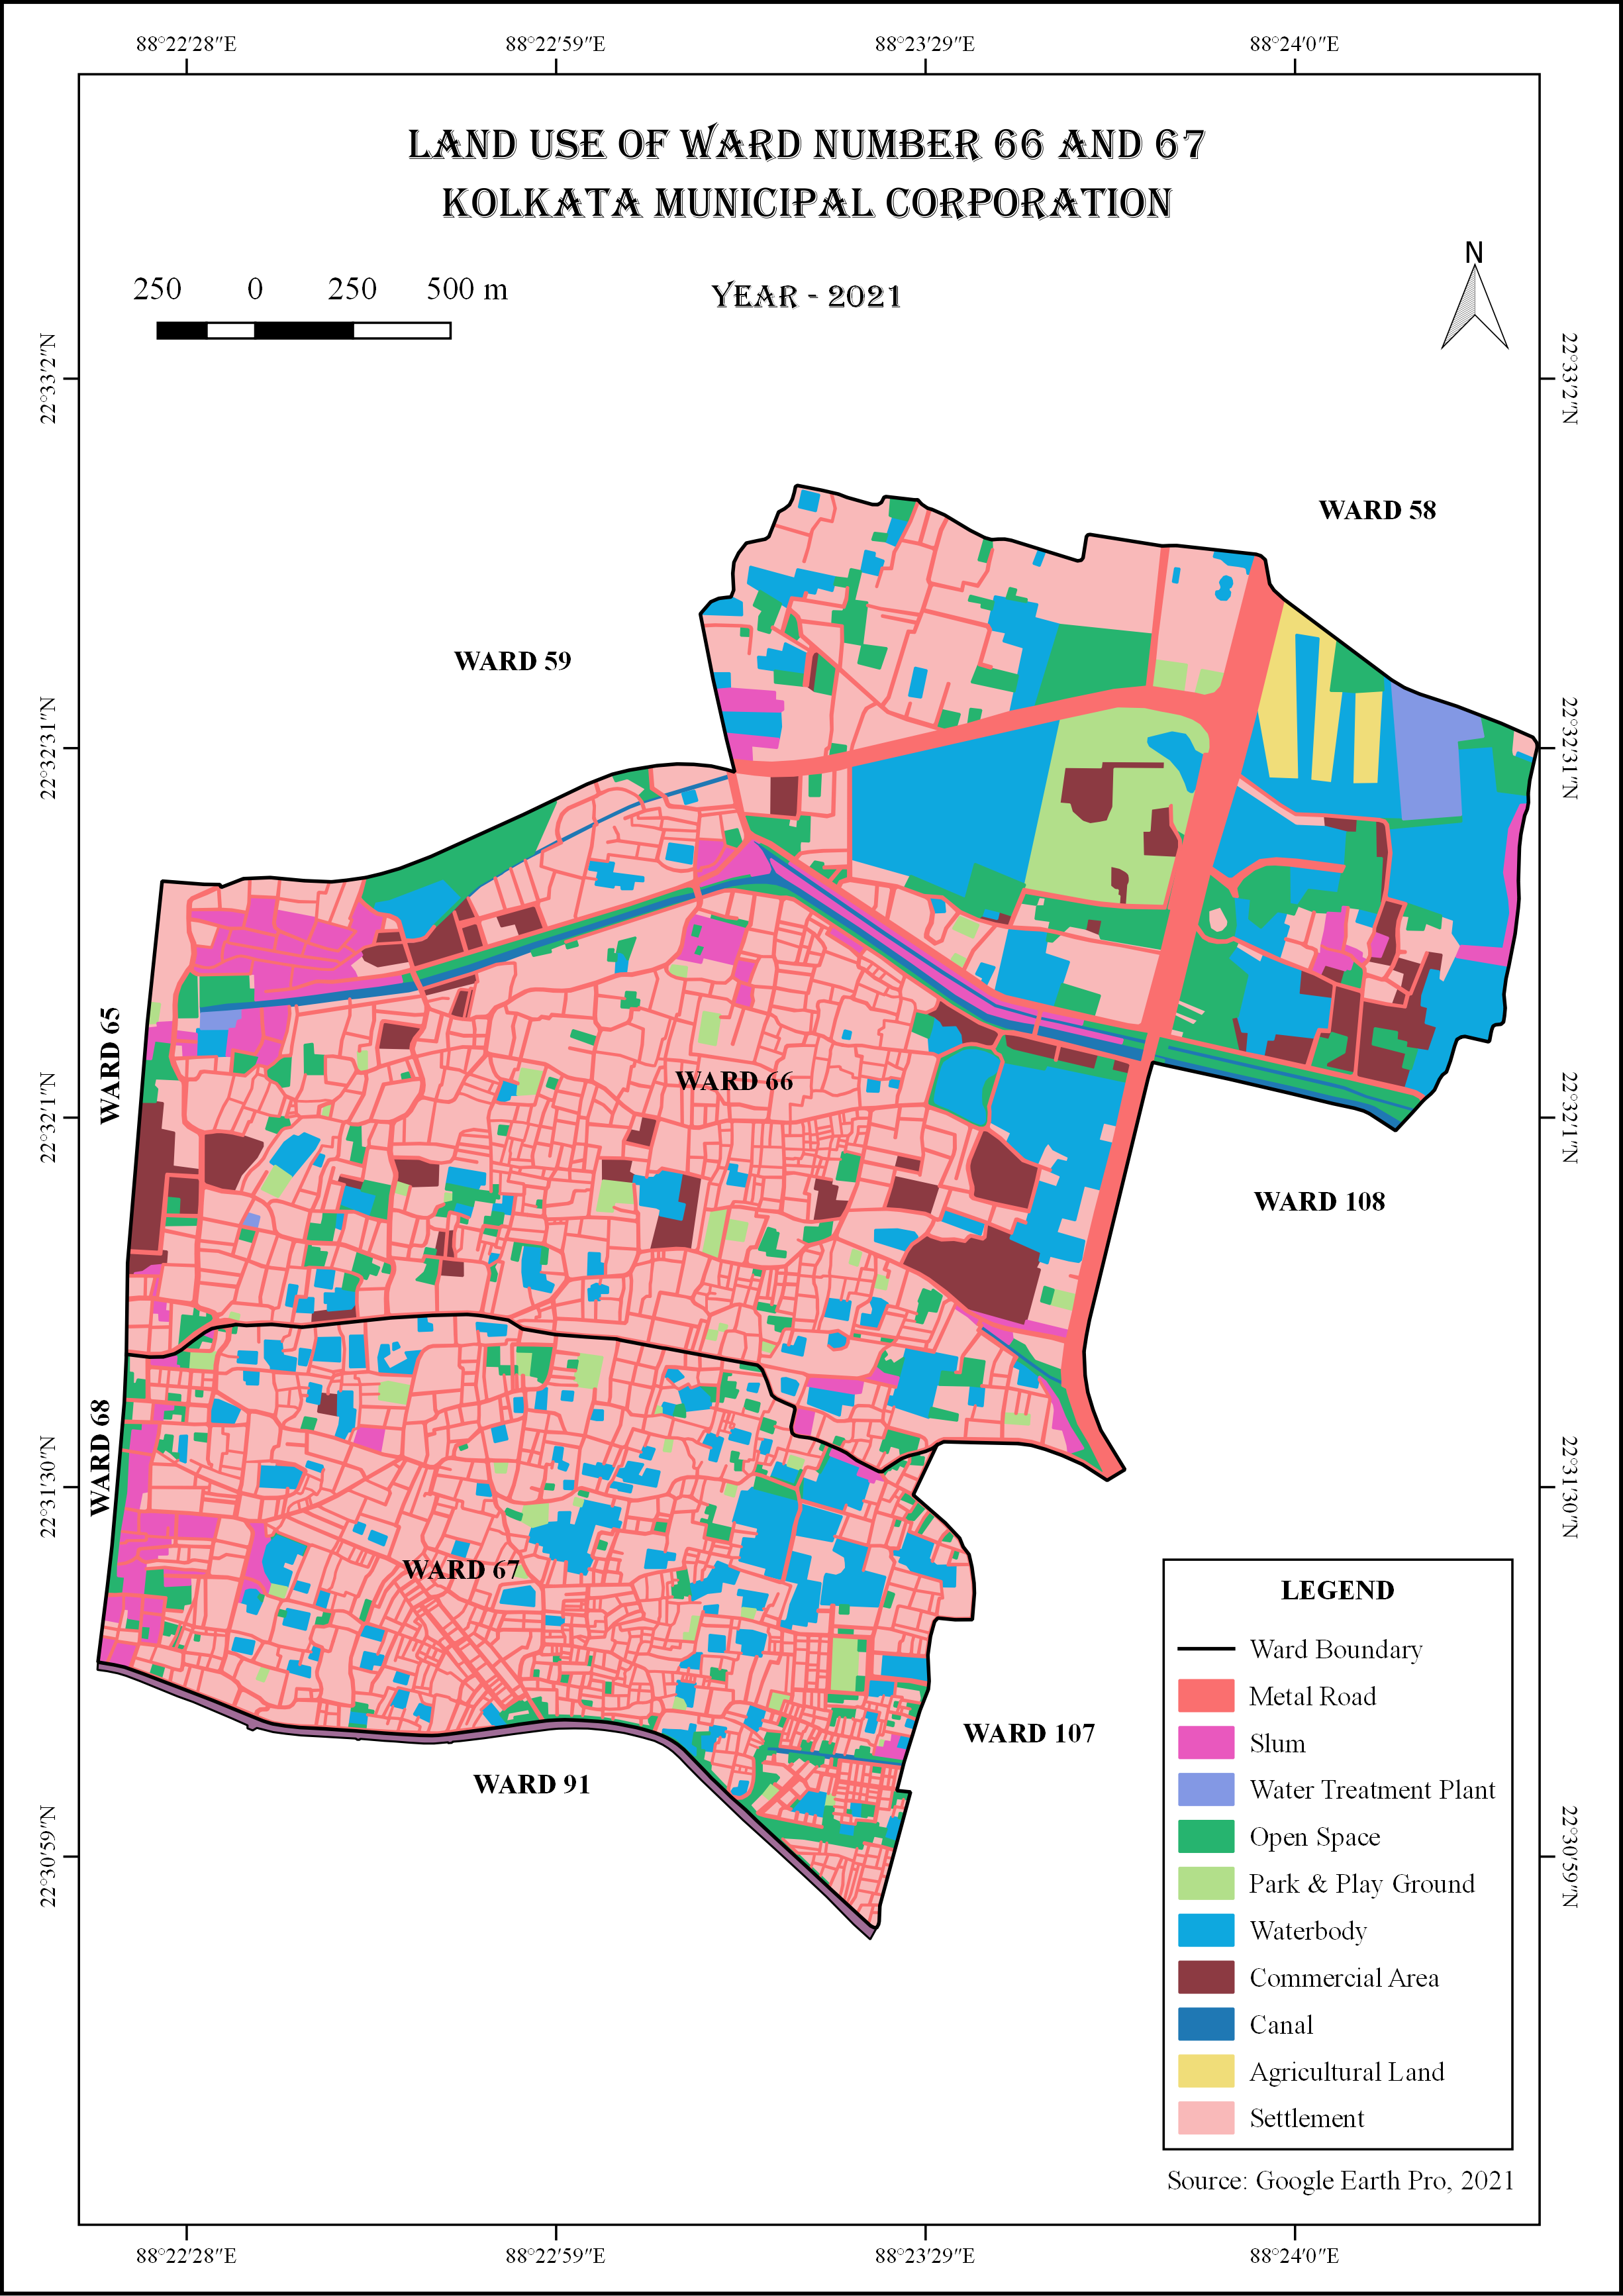 88°22'28"E 88°22'59"E 88°23'29"E 88°24'0"E
LAND USE OF WARD NUMBER 66 AND 67
KOLKATA MUNICIPAL CORPORATION
YEAR - 2021
250 0 250 500 m
N
22°33'2"N 22°33'2"N
WARD 58
WARD 59
22°32'31"N 22°32'31"N
WARD 65
WARD 66
22°32'1"N 22°32'1"N
WARD 108
WARD 68
22°31'30"N 22°31'30"N
WARD 67
WARD 107
WARD 91
22°30'59"N 22°30'59"N
LEGEND
Ward Boundary
Metal Road
Slum
Water Treatment Plant
Open Space
Park & Play Ground
Waterbody
Commercial Area
Canal
Agricultural Land
Settlement
Source: Google Earth Pro, 2021
88°22'28"E 88°22'59"E 88°23'29"E 88°24'0"E